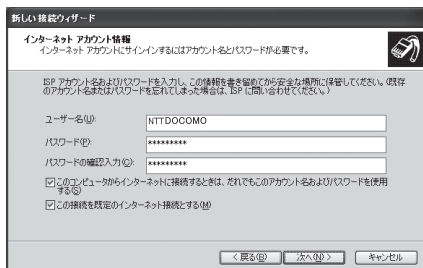 新しい接続ウィザード
インターネット アカウント情報
インターネット アカウントにサインインするにはアカウント名とパスワードが必要です。
ISP アカウント名およびパスワードを入力し、この情報を書き留めてから安全な場所に保管してください。(既存
のアカウント名またはパスワードを忘れてしまった場合は、ISP に問い合わせてください。)
ユーザー名(U):
NTTDOCOMO
パスワード(P):
*********
パスワードの確認入力(C):
*********
このコンピュータからインターネットに接続するときは、だれでもこのアカウント名およびパスワードを使用
する(S)
この接続を既定のインターネット接続とする(M)
< 戻る(B)
次へ(N) >
キャンセル